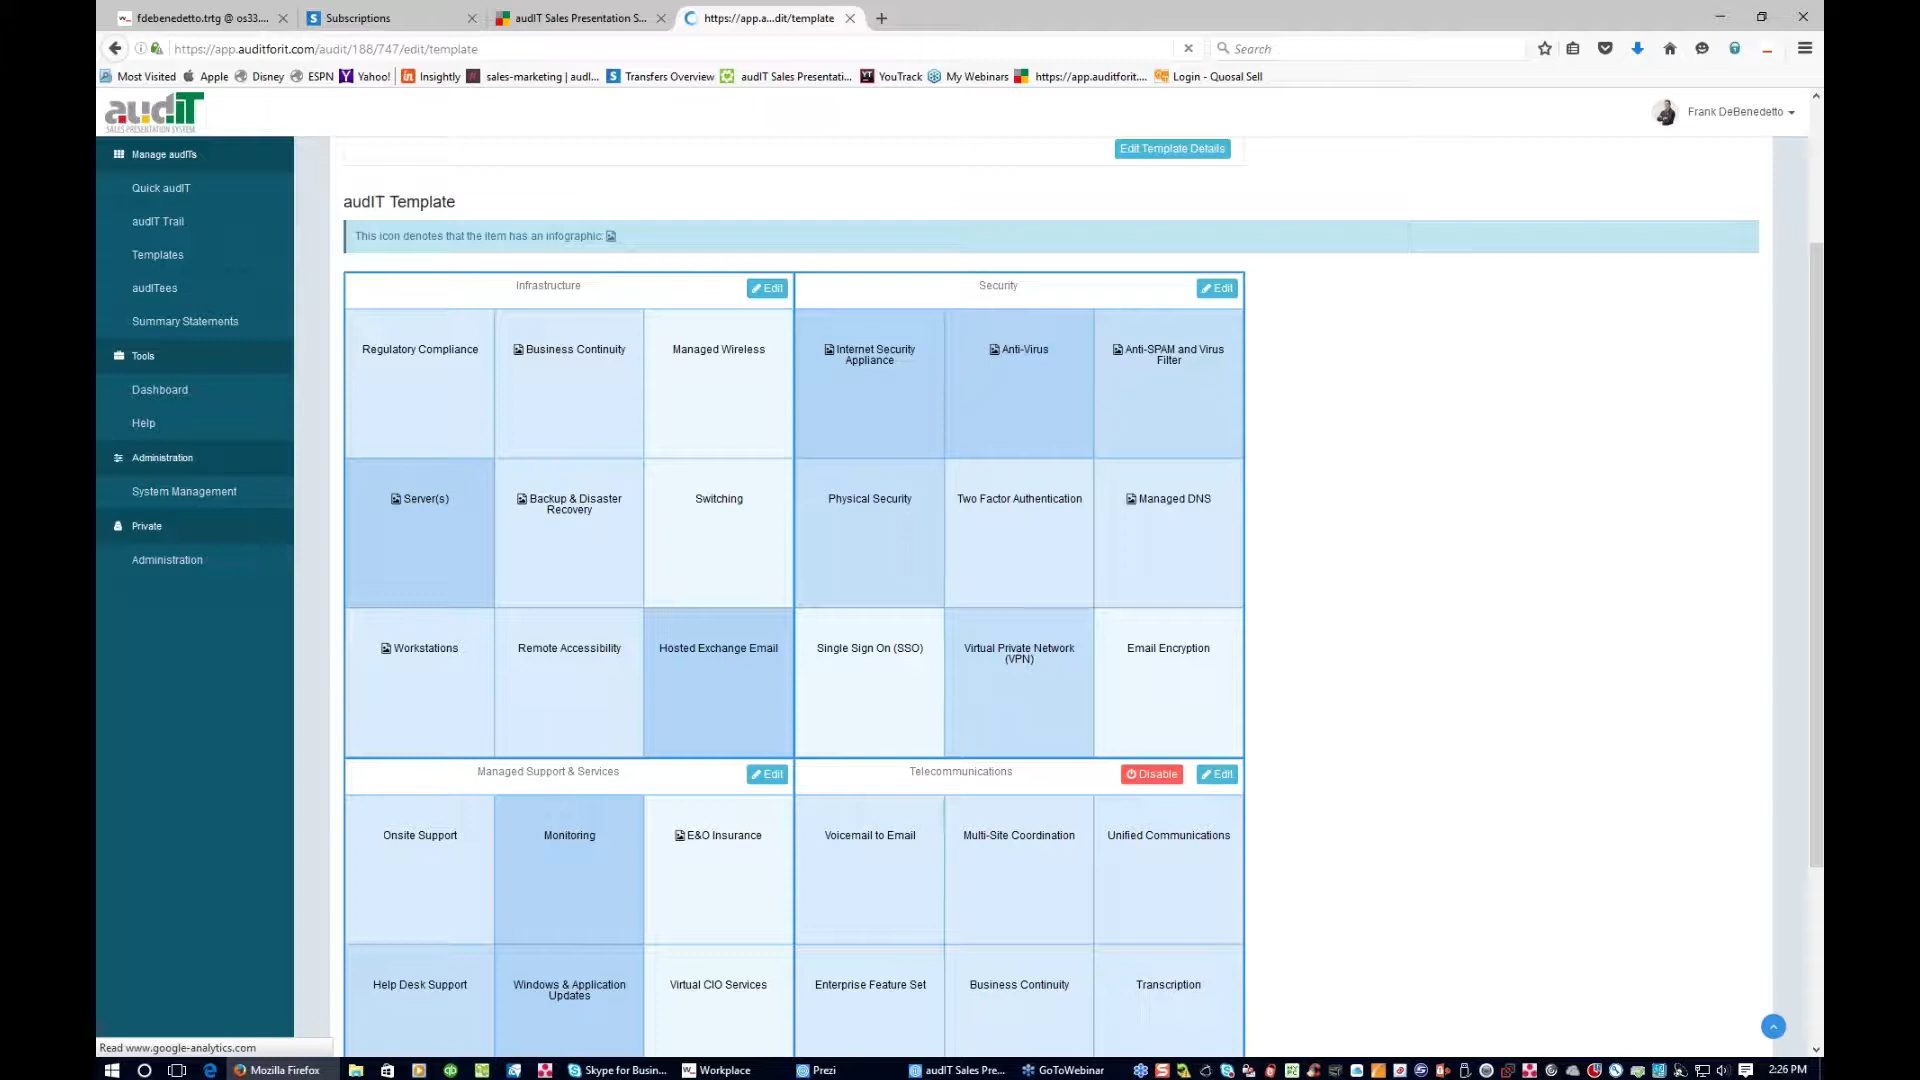 fdebenedetto.trtg @ os33....
Subscriptions
audIT Sales Presentation S...
https://app.a...dit/template
https://app.auditforit.com/audit/188/747/edit/template
Search
Most Visited
Apple
Disney
ESPN
Yahoo!
Insightly
sales-marketing | audI...
Transfers Overview
audIT Sales Presentati...
YouTrack
My Webinars
https://app.auditforit....
Login - Quosal Sell
audIT
SALES PRESENTATION SYSTEM
Frank DeBenedetto
Manage audITs
Quick audIT
audIT Trail
Templates
audITees
Summary Statements
Tools
Dashboard
Help
Administration
System Management
Private
Administration
Edit Template Details
audIT Template
This icon denotes that the item has an infographic:
Infrastructure
Edit
Security
Edit
Regulatory Compliance
Business Continuity
Managed Wireless
Internet Security
Appliance
Anti-Virus
Anti-SPAM and Virus
Filter
Server(s)
Backup & Disaster
Recovery
Switching
Physical Security
Two Factor Authentication
Managed DNS
Workstations
Remote Accessibility
Hosted Exchange Email
Single Sign On (SSO)
Virtual Private Network
(VPN)
Email Encryption
Managed Support & Services
Edit
Telecommunications
Disable
Edit
Onsite Support
Monitoring
E&O Insurance
Voicemail to Email
Multi-Site Coordination
Unified Communications
Help Desk Support
Windows & Application
Updates
Virtual CIO Services
Enterprise Feature Set
Business Continuity
Transcription
Read www.google-analytics.com
Mozilla Firefox
Skype for Busin...
Workplace
Prezi
audIT Sales Pre...
GoToWebinar
2:26 PM